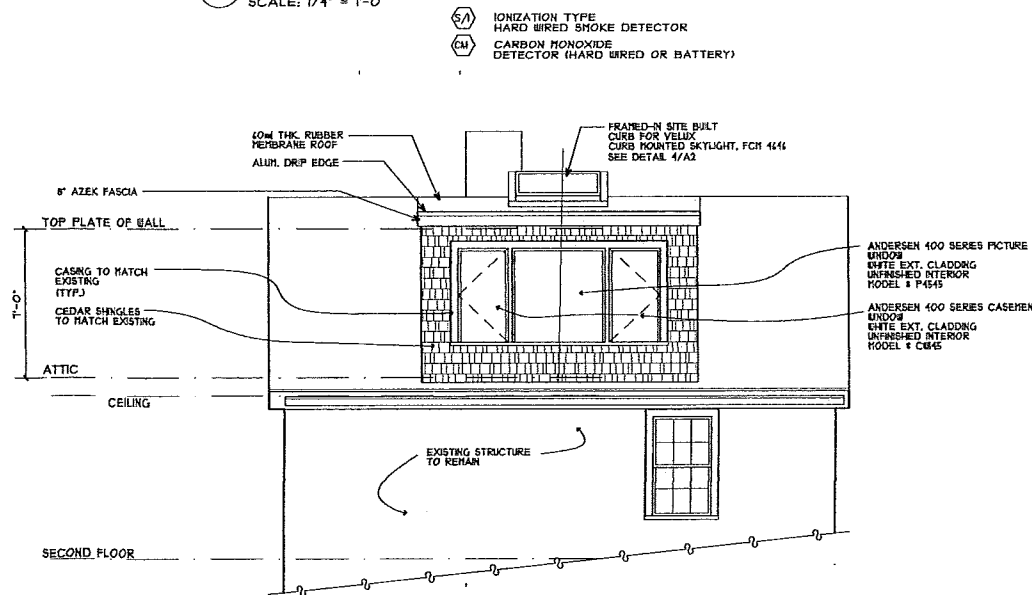 SCALE: 1/4" = 1'-0"
S/I IONIZATION TYPE
HARD WIRED SMOKE DETECTOR
CM CARBON MONOXIDE
DETECTOR (HARD WIRED OR BATTERY)
60mil THK. RUBBER
MEMBRANE ROOF
ALUM. DRIP EDGE
FRAMED-IN SITE BUILT
CURB FOR VELUX
CURB MOUNTED SKYLIGHT, FCM 4646
SEE DETAIL 4/A2
8" AZEK FASCIA
TOP PLATE OF WALL
7'-0"
CASING TO MATCH
EXISTING
(TYP.)
CEDAR SHINGLES
TO MATCH EXISTING
ANDERSEN 400 SERIES PICTURE
WINDOW
WHITE EXT. CLADDING
UNFINISHED INTERIOR
MODEL # P4545
ANDERSEN 400 SERIES CASEMEN
WINDOW
WHITE EXT. CLADDING
UNFINISHED INTERIOR
MODEL #
ATTIC
CEILING
EXISTING STRUCTURE
TO REMAIN
SECOND FLOOR